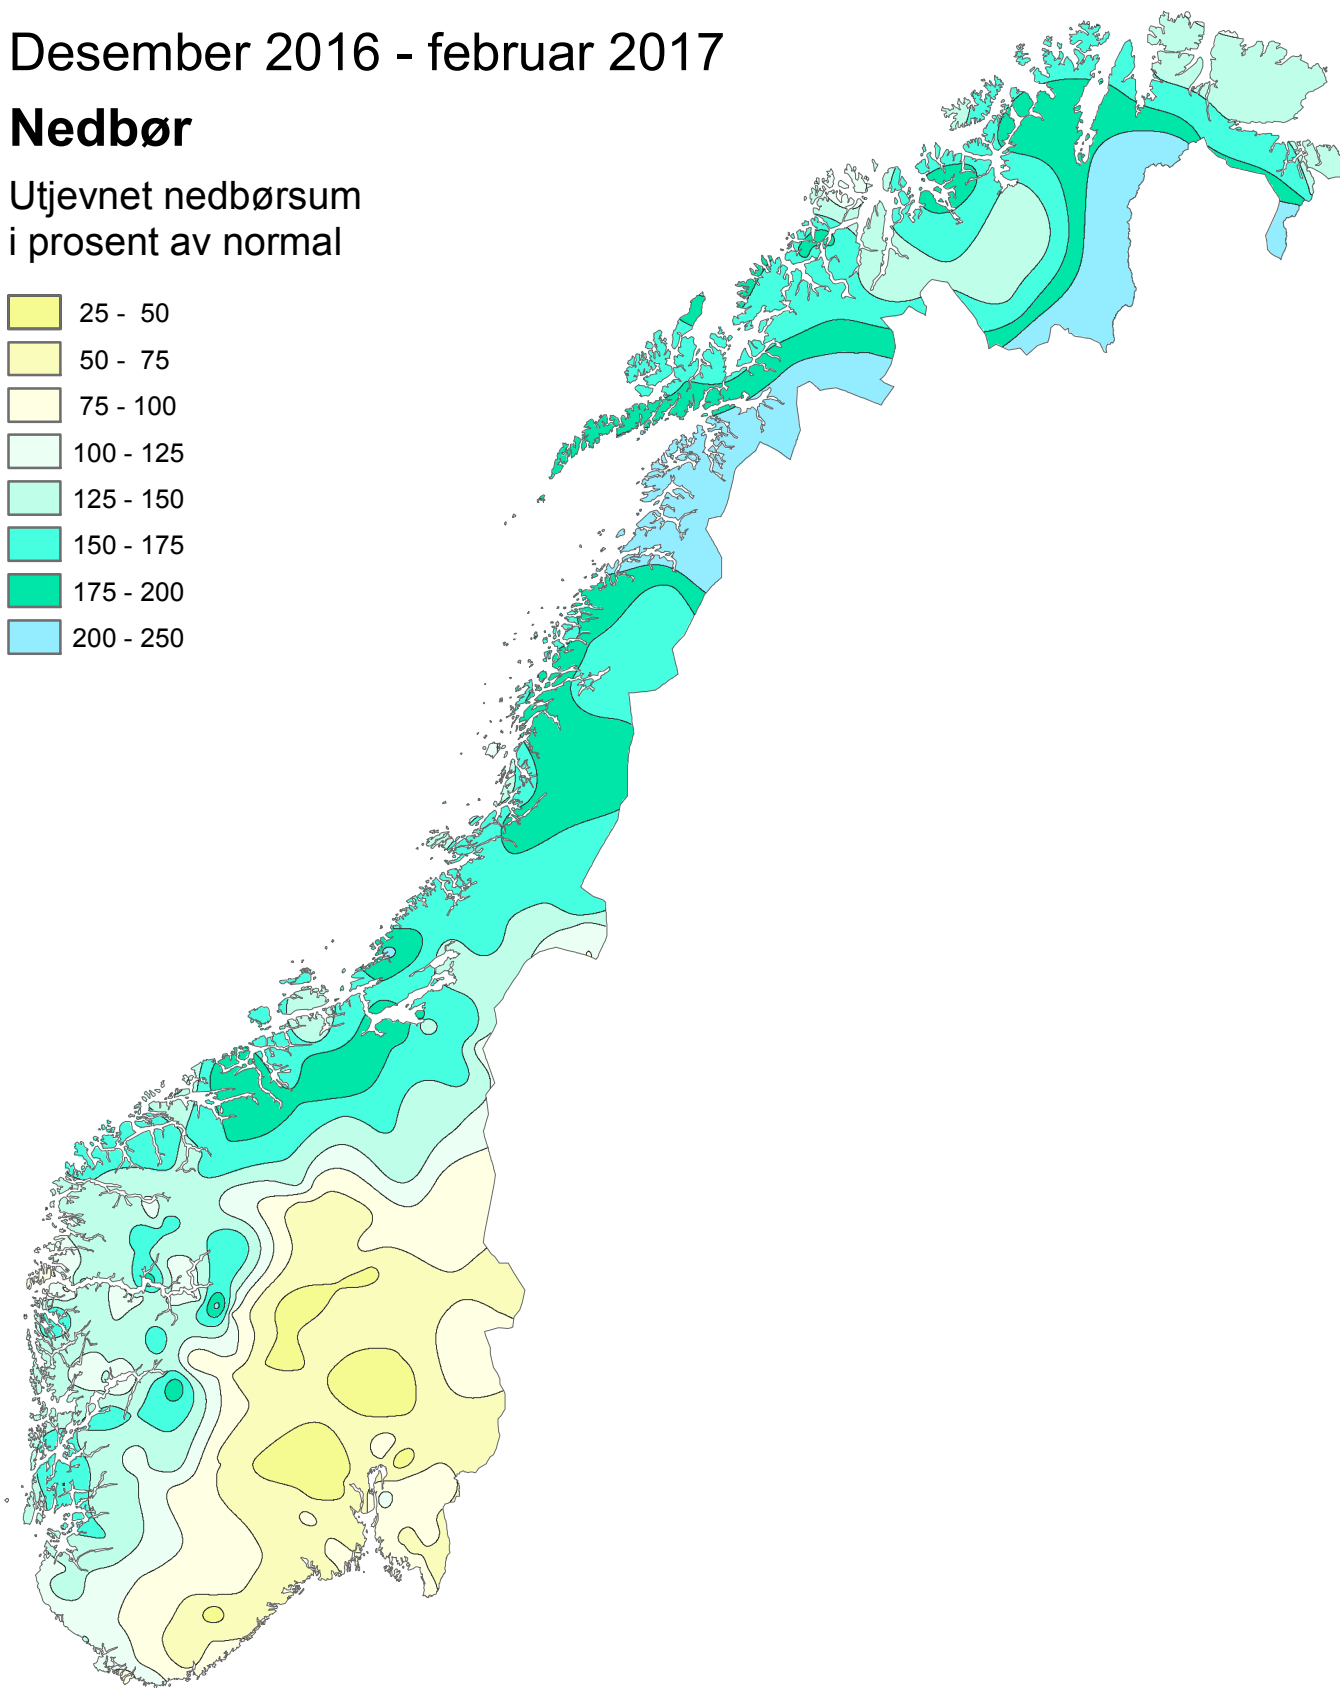 Desember 2016 - februar 2017
Nedbør
Utjevnet nedbørsum
i prosent av normal
25 - 50
50 - 75
75 - 100
100 - 125
125 - 150
150 - 175
175 - 200
200 - 250